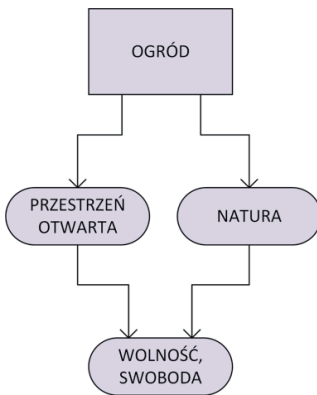 OGRÓD
PRZESTRZEŃ
OTWARTA
NATURA
WOLNOŚĆ,
SWOBODA